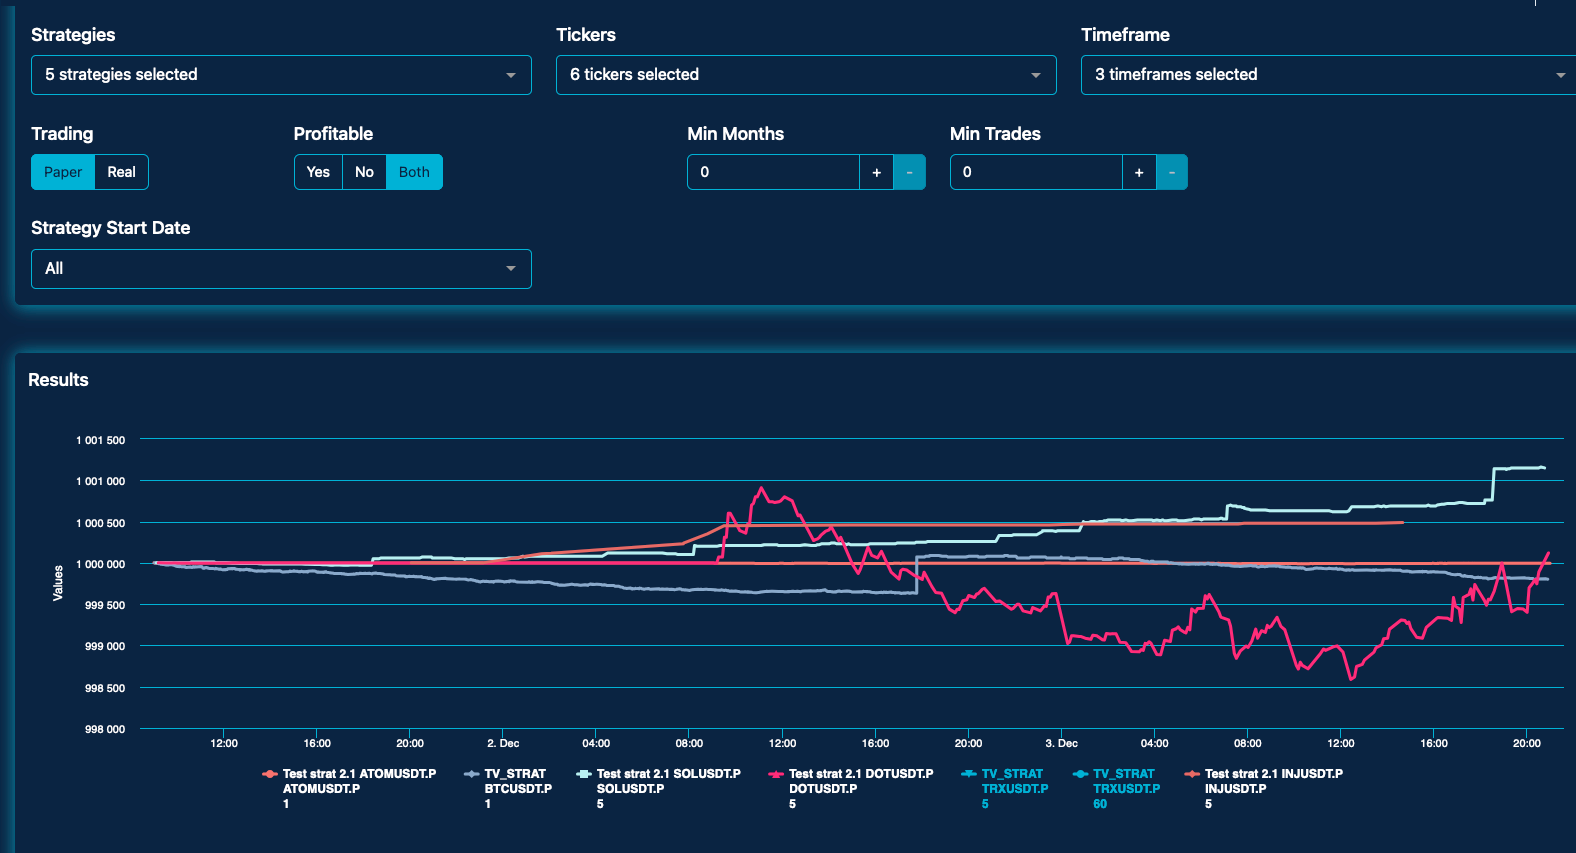 Strategies
Tickers
Timeframe
5 strategies selected
6 tickers selected
3 timeframes selected
Trading
Profitable
Min Months
Min Trades
Paper Real
Yes No Both
0 + -
0 + -
Strategy Start Date
All
Results
Values
1 001 500
1 001 000
1 000 500
1 000 000
999 500
999 000
998 500
998 000
12:00 16:00 20:00 2. Dec 04:00 08:00 12:00 16:00 20:00 3. Dec 04:00 08:00 12:00 16:00 20:00
Test strat 2.1 ATOMUSDT.P
ATOMUSDT.P
1
TV_STRAT
BTCUSDT.P
1
Test strat 2.1 SOLUSDT.P
SOLUSDT.P
5
Test strat 2.1 DOTUSDT.P
DOTUSDT.P
5
TV_STRAT
TRXUSDT.P
5
TV_STRAT
TRXUSDT.P
60
Test strat 2.1 INJUSDT.P
INJUSDT.P
5